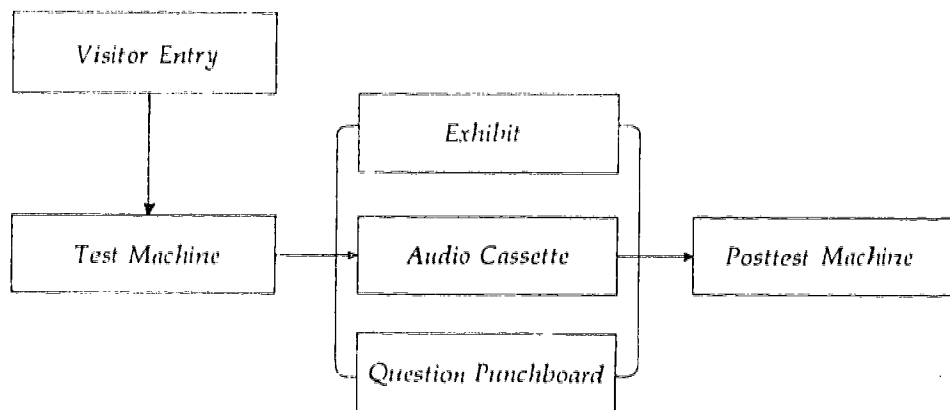 Visitor Entry
Exhibit
Test Machine
Audio Cassette
Posttest Machine
Question Punchboard